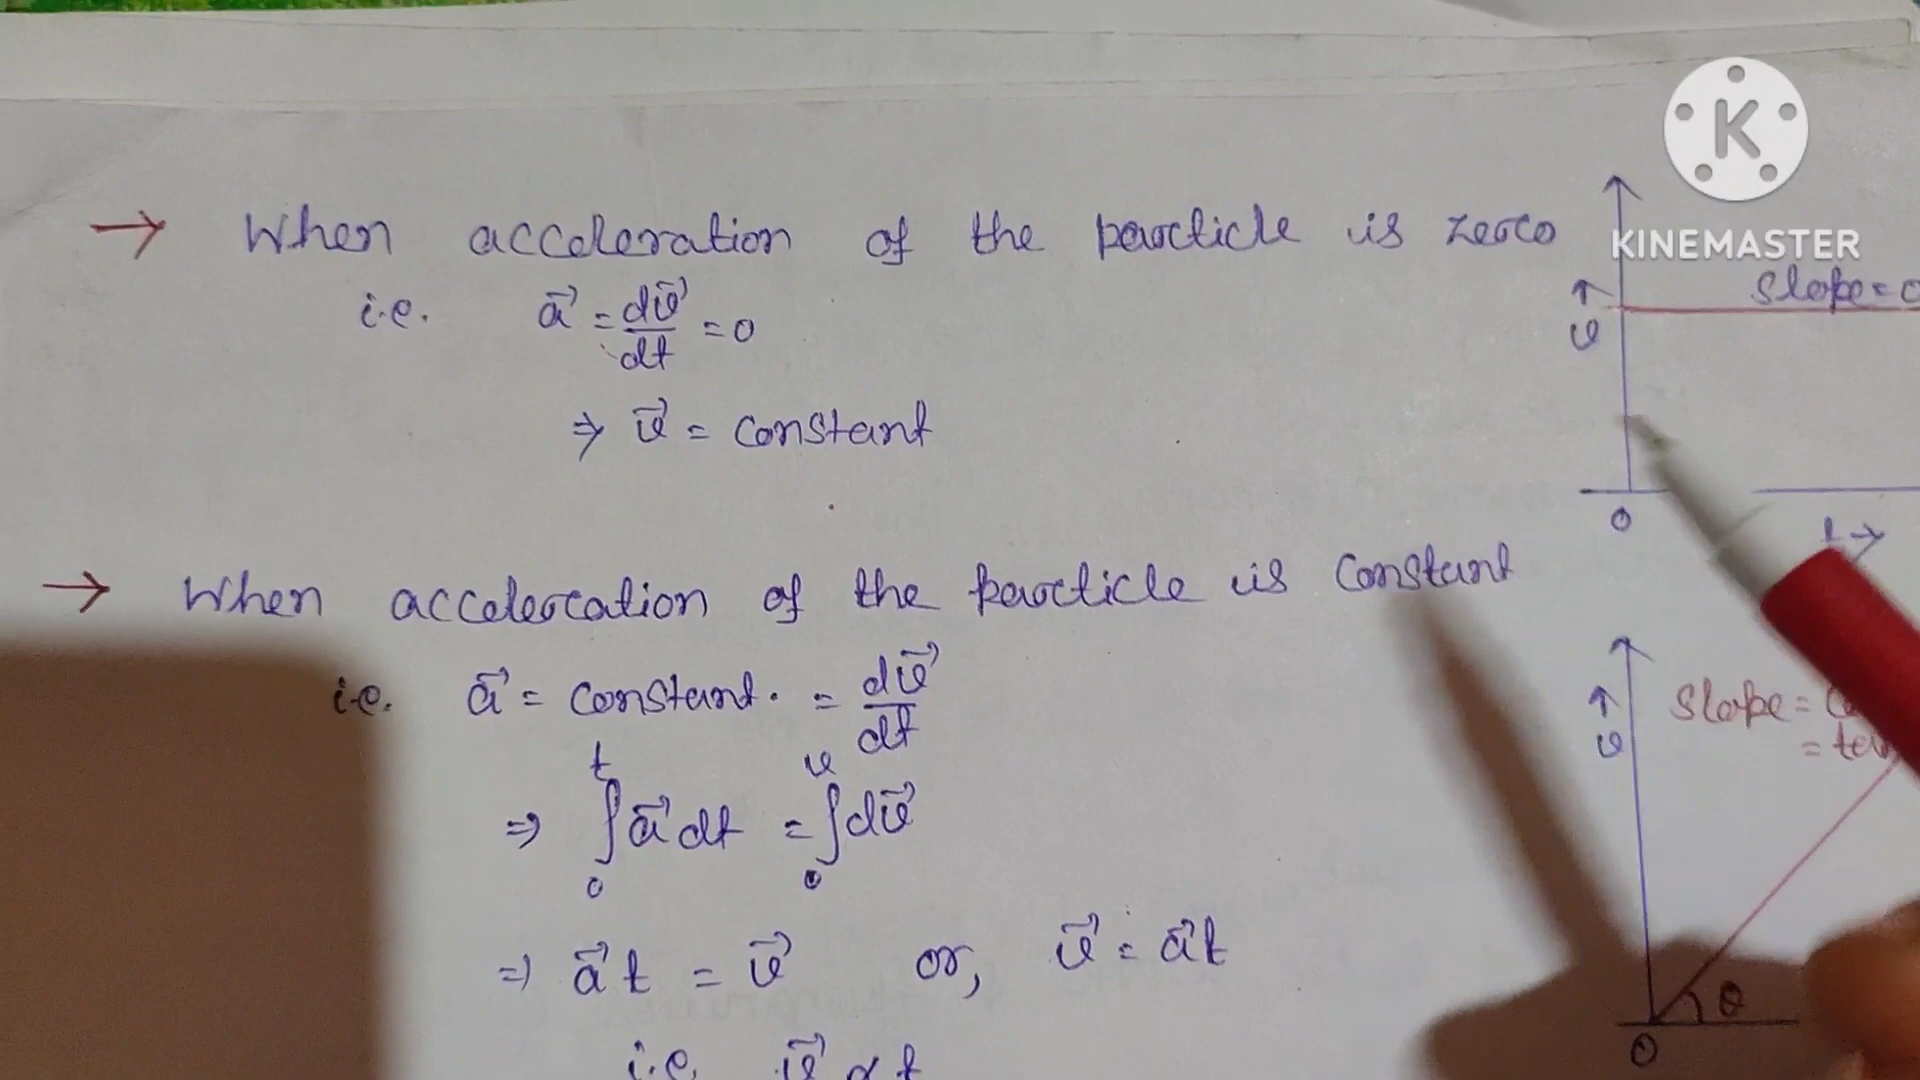 → When acceleration of the particle is zero
i.e. a⃗ = dv⃗/dt = 0
⇒ v⃗ = constant
→ When acceleration of the particle is constant
i.e. a⃗ = constant. = dv⃗/dt
⇒ ∫₀ᵗ a⃗ dt = ∫₀ᵛ dv⃗
⇒ a⃗ t = v⃗ or, v⃗ = a⃗t
i.e. v⃗ ∝ t
K
KINEMASTER
Slope = 0
↑
v
0
t →
↑
v
Slope =
=
θ
0